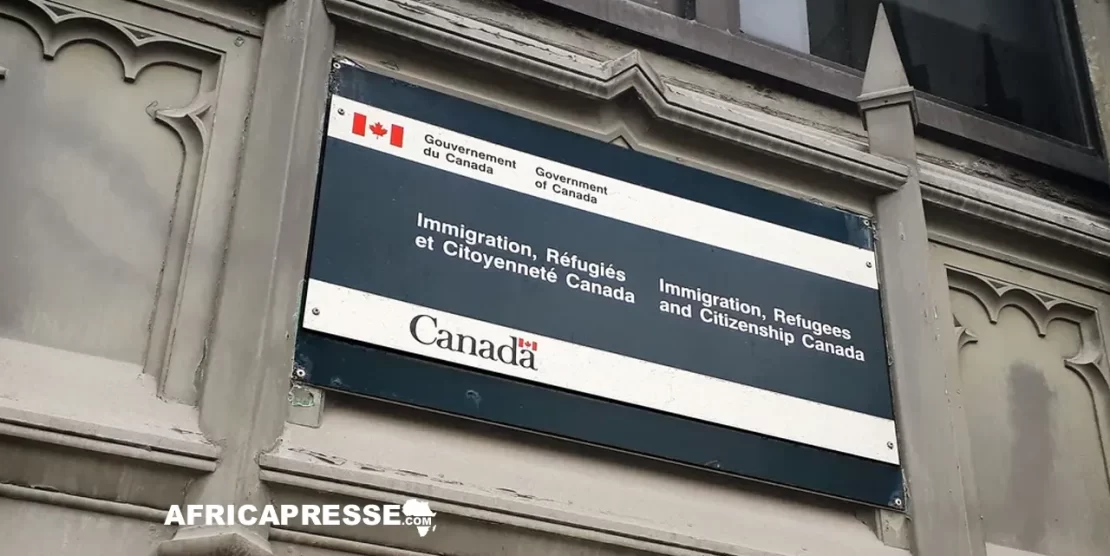 Gouvernement
du Canada
Government
of Canada
Immigration, Réfugiés
et Citoyenneté Canada
Immigration, Refugees
and Citizenship Canada
Canada
AFRICAPRESSE.COM